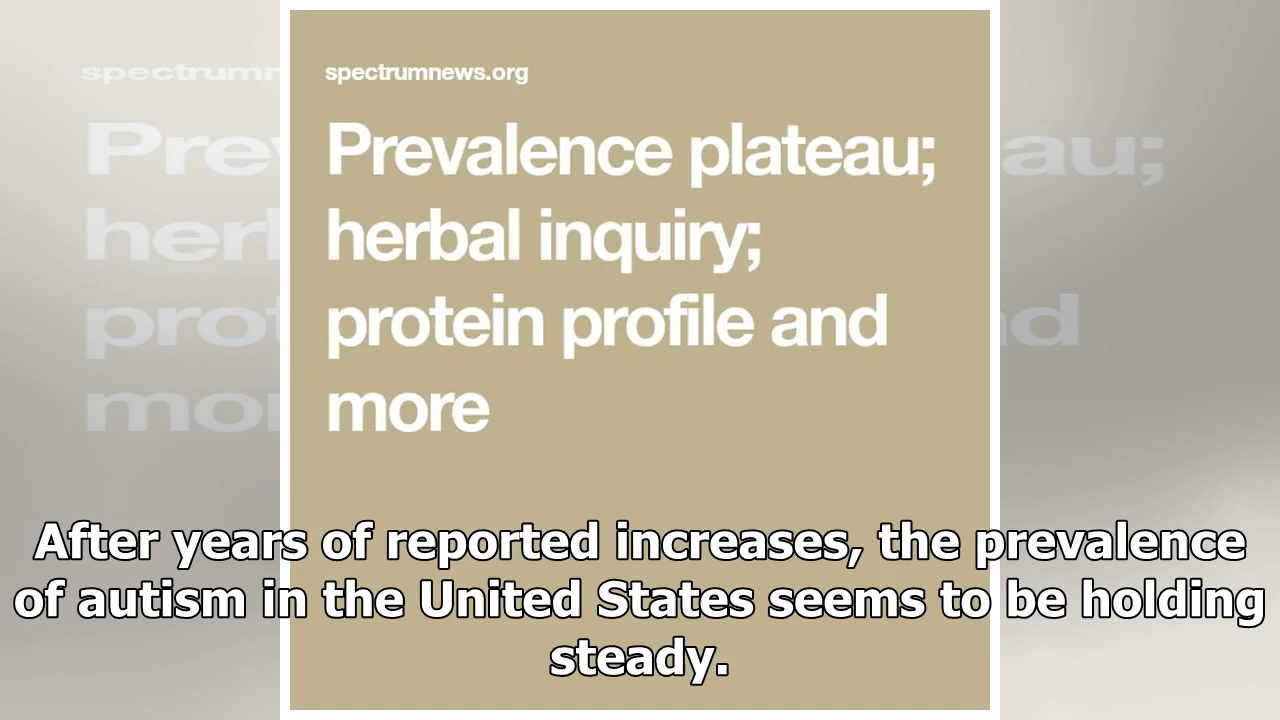 spectrumnews.org
Prevalence plateau;
herbal inquiry;
protein profile and
more
After years of reported increases, the prevalence
of autism in the United States seems to be holding
steady.